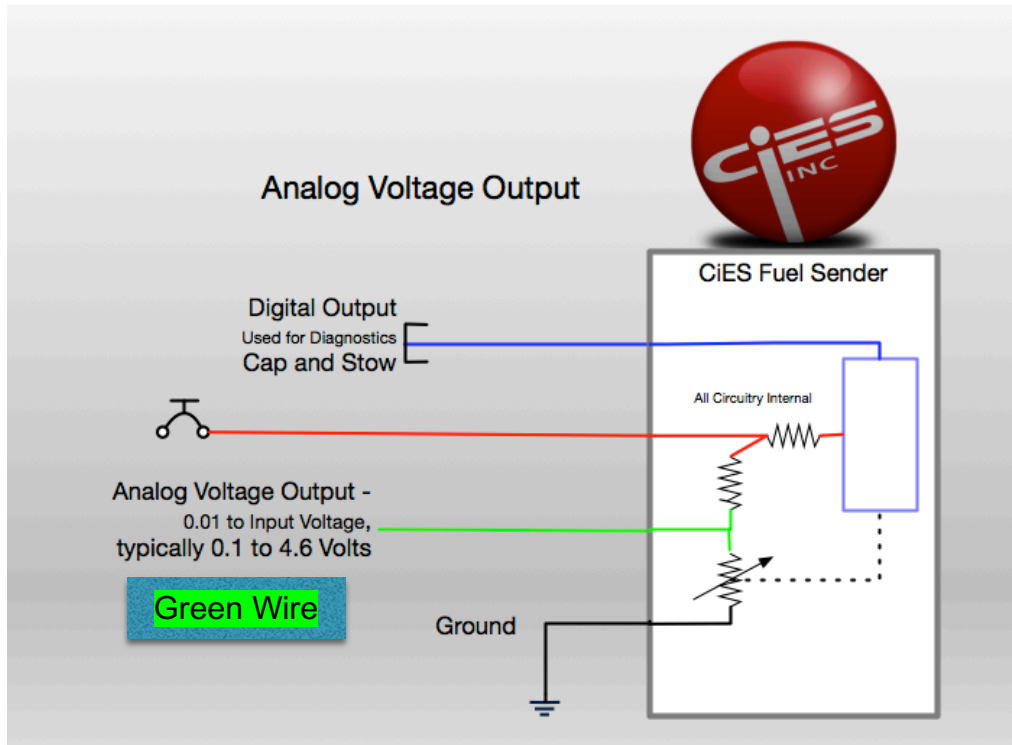 CiES
INC
Analog Voltage Output
CiES Fuel Sender
Digital Output
Used for Diagnostics
Cap and Stow
All Circuitry Internal
Analog Voltage Output -
0.01 to Input Voltage,
typically 0.1 to 4.6 Volts
Green Wire
Ground